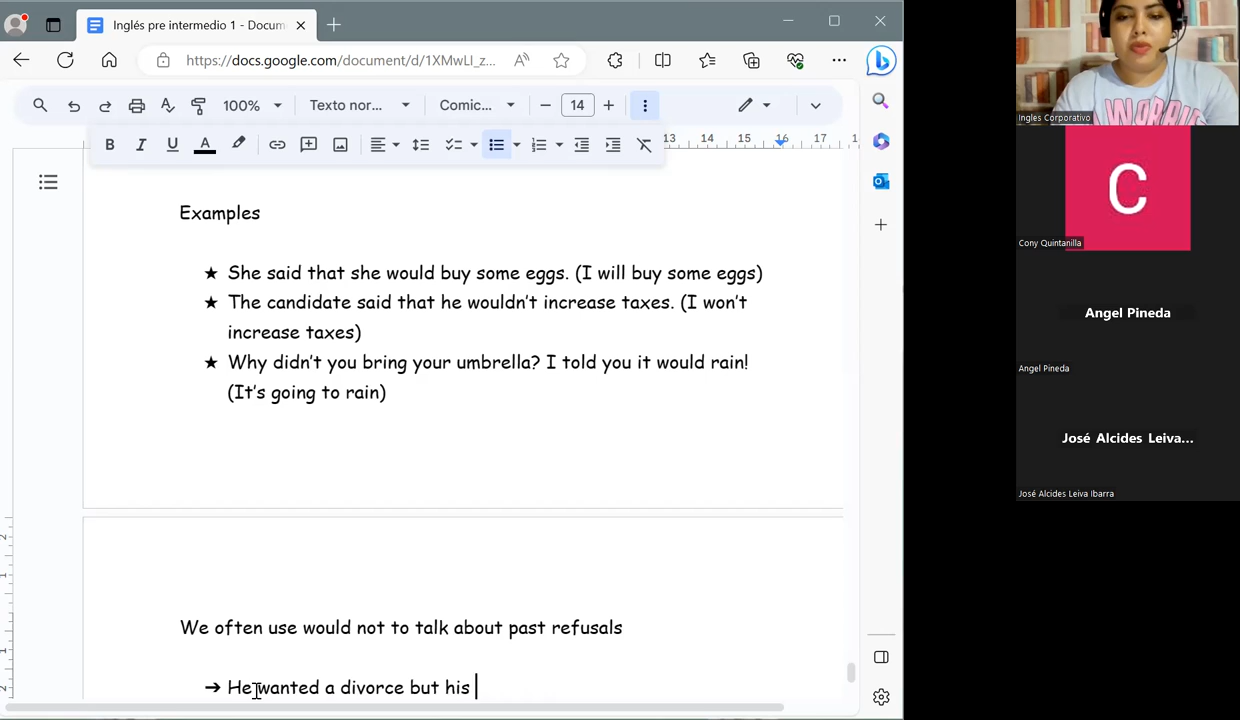 Inglés pre intermedio 1 - Docum
https://docs.google.com/document/d/1XMwLl_z...
100%
Texto nor...
Comic...
14
13 14 15 16 17
Examples
★ She said that she would buy some eggs. (I will buy some eggs)
★ The candidate said that he wouldn't increase taxes. (I won't
increase taxes)
★ Why didn't you bring your umbrella? I told you it would rain!
(It's going to rain)
We often use would not to talk about past refusals
➔ He wanted a divorce but his
Ingles Corporativo
C
Cony Quintanilla
Angel Pineda
Angel Pineda
José Alcides Leiva...
José Alcides Leiva Ibarra